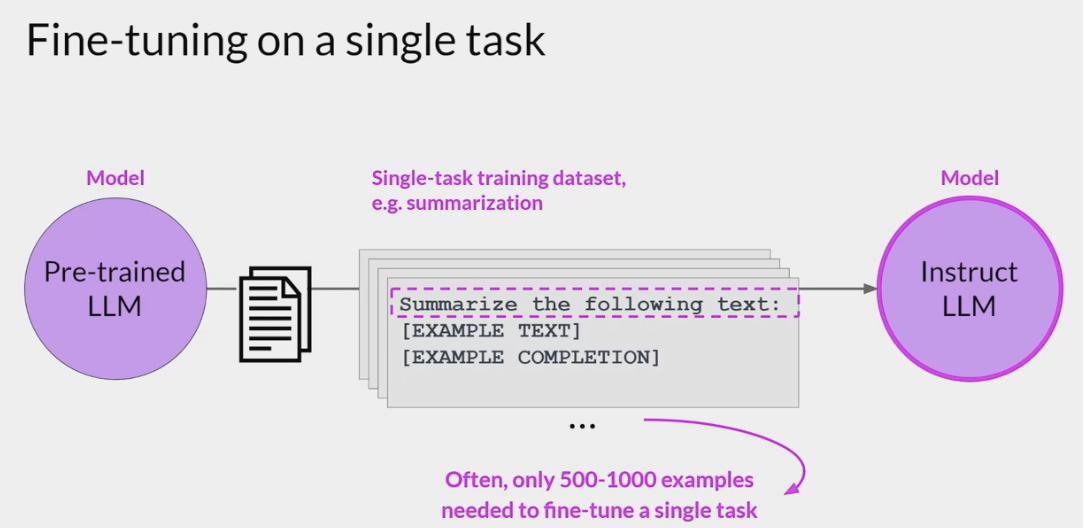 Fine-tuning on a single task
Model
Pre-trained
LLM
Single-task training dataset,
e.g. summarization
Summarize the following text:
[EXAMPLE TEXT]
[EXAMPLE COMPLETION]
...
Often, only 500-1000 examples
needed to fine-tune a single task
Model
Instruct
LLM